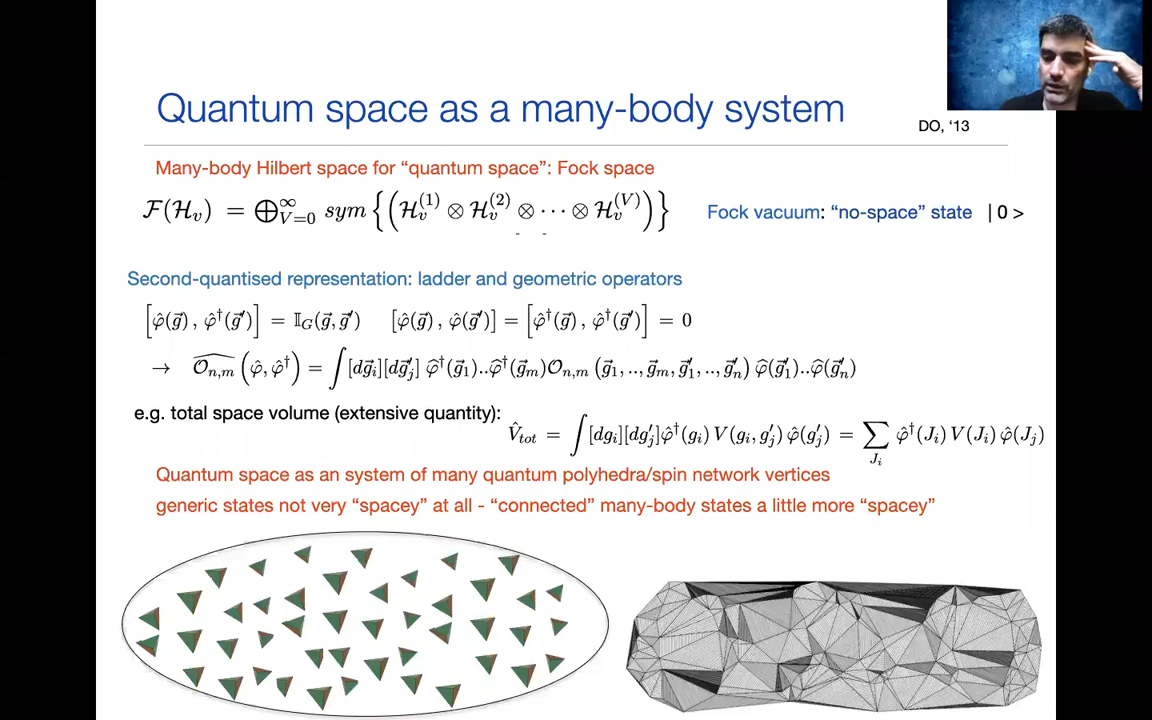 Quantum space as a many-body system
DO, ‘13
Many-body Hilbert space for “quantum space”: Fock space
𝓕(𝓗_v) = ⊕_{V=0}^{∞} sym {(𝓗_v^{(1)} ⊗ 𝓗_v^{(2)} ⊗ ··· ⊗ 𝓗_v^{(V)})}
Fock vacuum: “no-space” state | 0 >
Second-quantised representation: ladder and geometric operators
[φ̂(g⃗), φ̂†(g⃗′)] = 𝕀_G(g⃗, g⃗′) [φ̂(g⃗), φ̂(g⃗′)] = [φ̂†(g⃗), φ̂†(g⃗′)] = 0
→ \widehat{𝒪_{n,m}} (φ̂, φ̂†) = ∫[dg⃗_i][dg⃗′_j] φ̂†(g⃗_1)..φ̂†(g⃗_m)𝒪_{n,m} (g⃗_1, .., g⃗_m, g⃗′_1, .., g⃗′_n) φ̂(g⃗′_1)..φ̂(g⃗′_n)
e.g. total space volume (extensive quantity):
V̂_{tot} = ∫[dg_i][dg′_j]φ̂†(g_i) V(g_i, g′_j) φ̂(g′_j) = ∑_{J_i} φ̂†(J_i) V(J_i) φ̂(J_j)
Quantum space as an system of many quantum polyhedra/spin network vertices
generic states not very “spacey” at all - “connected” many-body states a little more “spacey”